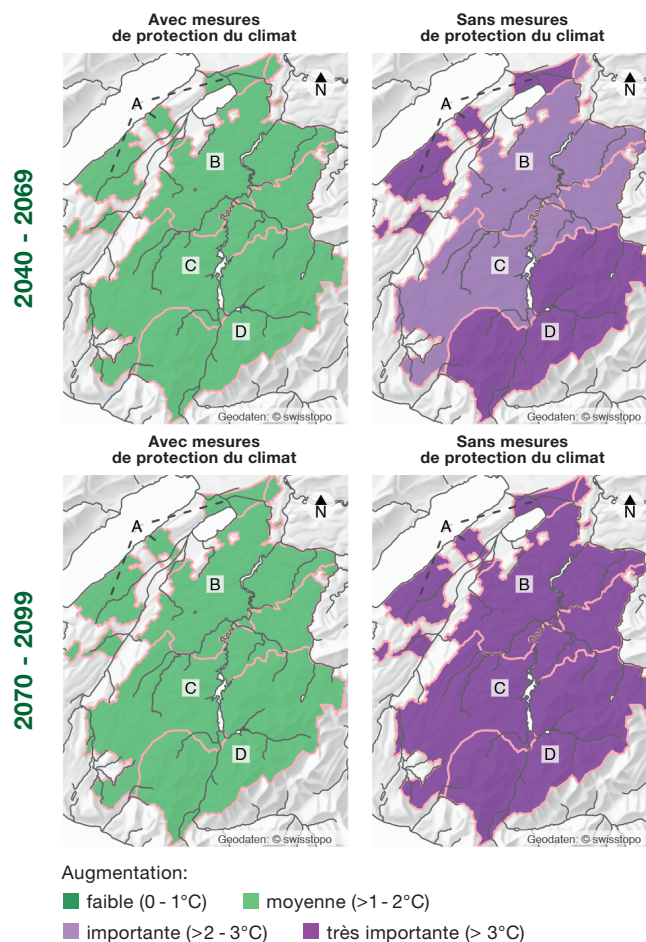 Avec mesures
de protection du climat
Sans mesures
de protection du climat
2040 - 2069
A
B
C
D
N
Geodaten: © swisstopo
A
B
C
D
N
Geodaten: © swisstopo
Avec mesures
de protection du climat
Sans mesures
de protection du climat
2070 - 2099
A
B
C
D
N
Geodaten: © swisstopo
A
B
C
D
N
Geodaten: © swisstopo
Augmentation:
faible (0 - 1°C) moyenne (>1 - 2°C)
importante (>2 - 3°C) très importante (> 3°C)